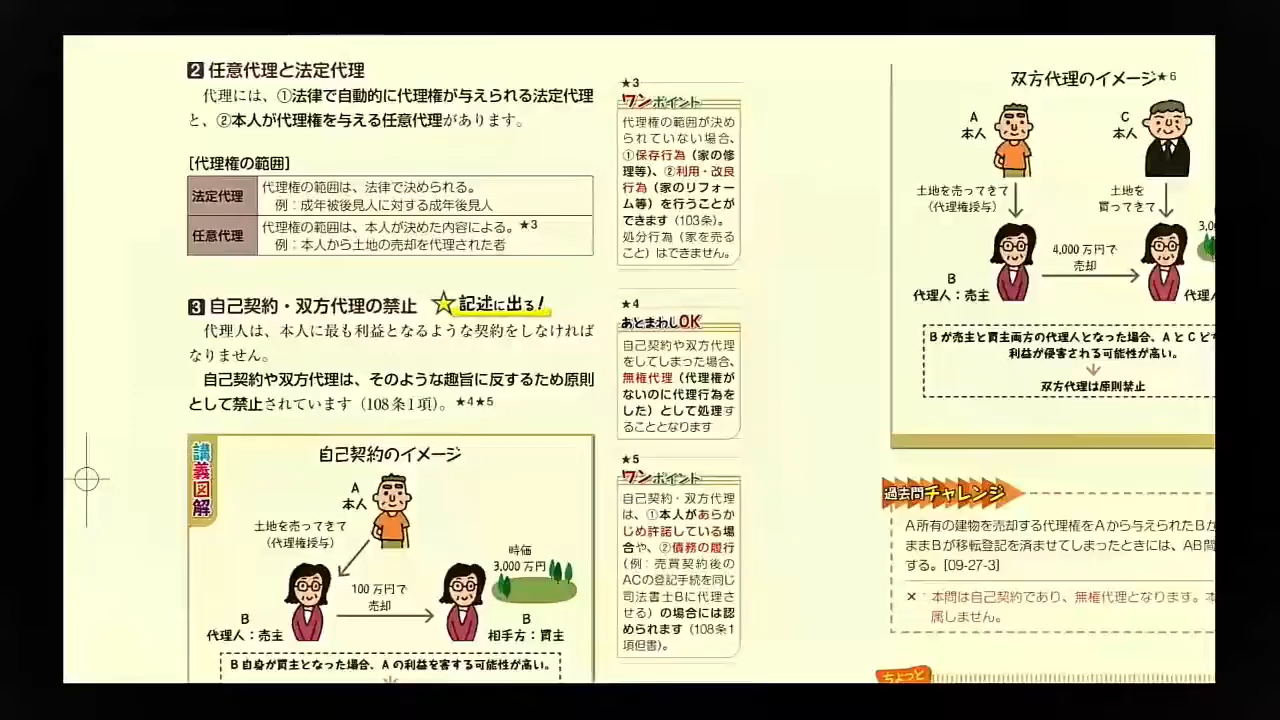 2 任意代理と法定代理
代理には、①法律で自動的に代理権が与えられる法定代理
と、②本人が代理権を与える任意代理があります。
[代理権の範囲]
法定代理
代理権の範囲は、法律で決められる。
例：成年被後見人に対する成年後見人
任意代理
代理権の範囲は、本人が決めた内容による。★3
例：本人から土地の売却を代理された者
3 自己契約・双方代理の禁止 記述に出る！
代理人は、本人に最も利益となるような契約をしなければ
なりません。
自己契約や双方代理は、そのような趣旨に反するため原則
として禁止されています（108条1項）。★4★5
講義図解
自己契約のイメージ
A
本人
土地を売ってきて
（代理権授与）
時価
3,000万円
100万円で
売却
B
代理人：売主
B
相手方：買主
B自身が買主となった場合、Aの利益を害する可能性が高い。
★3
ワンポイント
代理権の範囲が決め
られていない場合、
①保存行為（家の修
理等）、②利用・改良
行為（家のリフォー
ム等）を行うことが
できます（103条）。
処分行為（家を売る
こと）はできません。
★4
あとまわしOK
自己契約や双方代理
をしてしまった場合、
無権代理（代理権が
ないのに代理行為を
した）として処理す
ることとなります
★5
ワンポイント
自己契約・双方代理
は、①本人があらか
じめ許諾している場
合や、②債務の履行
（例：売買契約後の
ACの登記手続を同じ
司法書士Bに代理さ
せる）の場合には認
められます（108条1
項但書）。
双方代理のイメージ★6
A
本人
C
本人
土地を売ってきて
（代理権授与）
土地を
買ってきて
4,000万円で
売却
3,0
B
代理人：売主
代理人
Bが売主と買主両方の代理人となった場合、AとCど
利益が侵害される可能性が高い。
双方代理は原則禁止
過去問チャレンジ
A所有の建物を売却する代理権をAから与えられたBが
ままBが移転登記を済ませてしまったときには、AB間
する。[09-27-3]
×：本問は自己契約であり、無権代理となります。本
属しません。
ちょっと